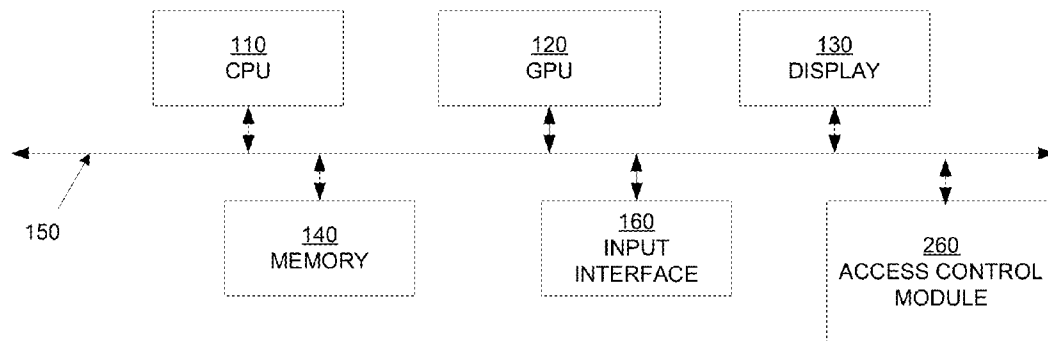 110
CPU
120
GPU
130
DISPLAY
150
140
MEMORY
160
INPUT
INTERFACE
260
ACCESS CONTROL
MODULE